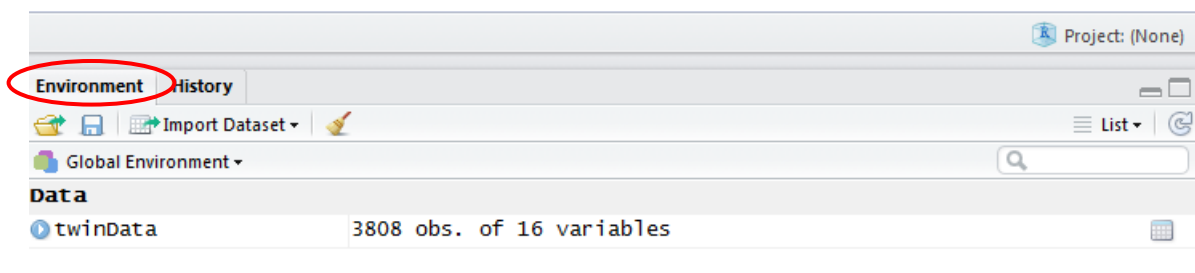 Project: (None)
Environment History
Import Dataset List
Global Environment
Data
twinData 3808 obs. of 16 variables